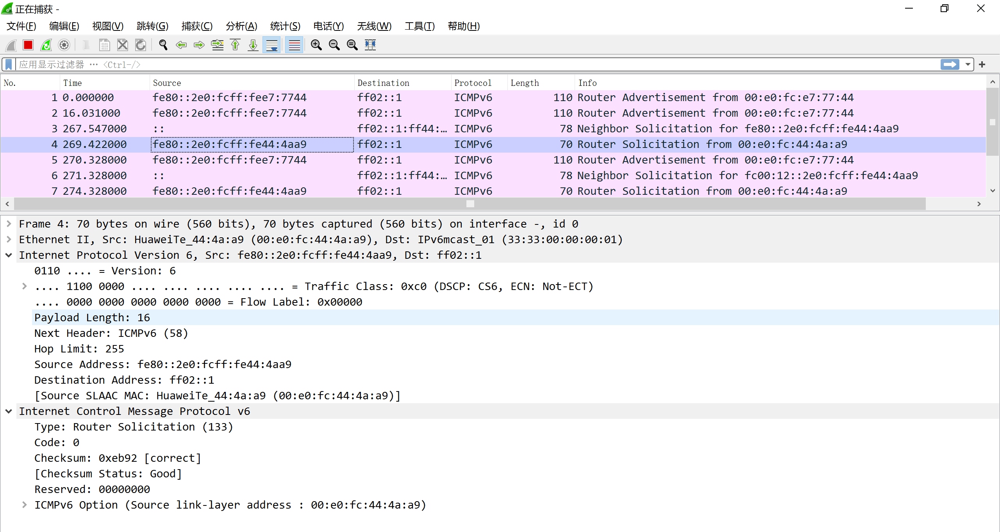 正在捕获 -
文件(F) 编辑(E) 视图(V) 跳转(G) 捕获(C) 分析(A) 统计(S) 电话(Y) 无线(W) 工具(T) 帮助(H)
应用显示过滤器 … <Ctrl-/>
No. Time Source Destination Protocol Length Info
1 0.000000 fe80::2e0:fcff:fee7:7744 ff02::1 ICMPv6 110 Router Advertisement from 00:e0:fc:e7:77:44
2 16.031000 fe80::2e0:fcff:fee7:7744 ff02::1 ICMPv6 110 Router Advertisement from 00:e0:fc:e7:77:44
3 267.547000 :: ff02::1:ff44:… ICMPv6 78 Neighbor Solicitation for fe80::2e0:fcff:fe44:4aa9
4 269.422000 fe80::2e0:fcff:fe44:4aa9 ff02::1 ICMPv6 70 Router Solicitation from 00:e0:fc:44:4a:a9
5 270.328000 fe80::2e0:fcff:fee7:7744 ff02::1 ICMPv6 110 Router Advertisement from 00:e0:fc:e7:77:44
6 271.328000 :: ff02::1:ff44:… ICMPv6 78 Neighbor Solicitation for fc00:12::2e0:fcff:fe44:4aa9
7 274.328000 fe80::2e0:fcff:fe44:4aa9 ff02::1 ICMPv6 70 Router Solicitation from 00:e0:fc:44:4a:a9
Frame 4: 70 bytes on wire (560 bits), 70 bytes captured (560 bits) on interface -, id 0
Ethernet II, Src: HuaweiTe_44:4a:a9 (00:e0:fc:44:4a:a9), Dst: IPv6mcast_01 (33:33:00:00:00:01)
Internet Protocol Version 6, Src: fe80::2e0:fcff:fe44:4aa9, Dst: ff02::1
0110 .... = Version: 6
.... 1100 0000 .... .... .... .... .... = Traffic Class: 0xc0 (DSCP: CS6, ECN: Not-ECT)
.... 0000 0000 0000 0000 0000 = Flow Label: 0x00000
Payload Length: 16
Next Header: ICMPv6 (58)
Hop Limit: 255
Source Address: fe80::2e0:fcff:fe44:4aa9
Destination Address: ff02::1
[Source SLAAC MAC: HuaweiTe_44:4a:a9 (00:e0:fc:44:4a:a9)]
Internet Control Message Protocol v6
Type: Router Solicitation (133)
Code: 0
Checksum: 0xeb92 [correct]
[Checksum Status: Good]
Reserved: 00000000
ICMPv6 Option (Source link-layer address : 00:e0:fc:44:4a:a9)